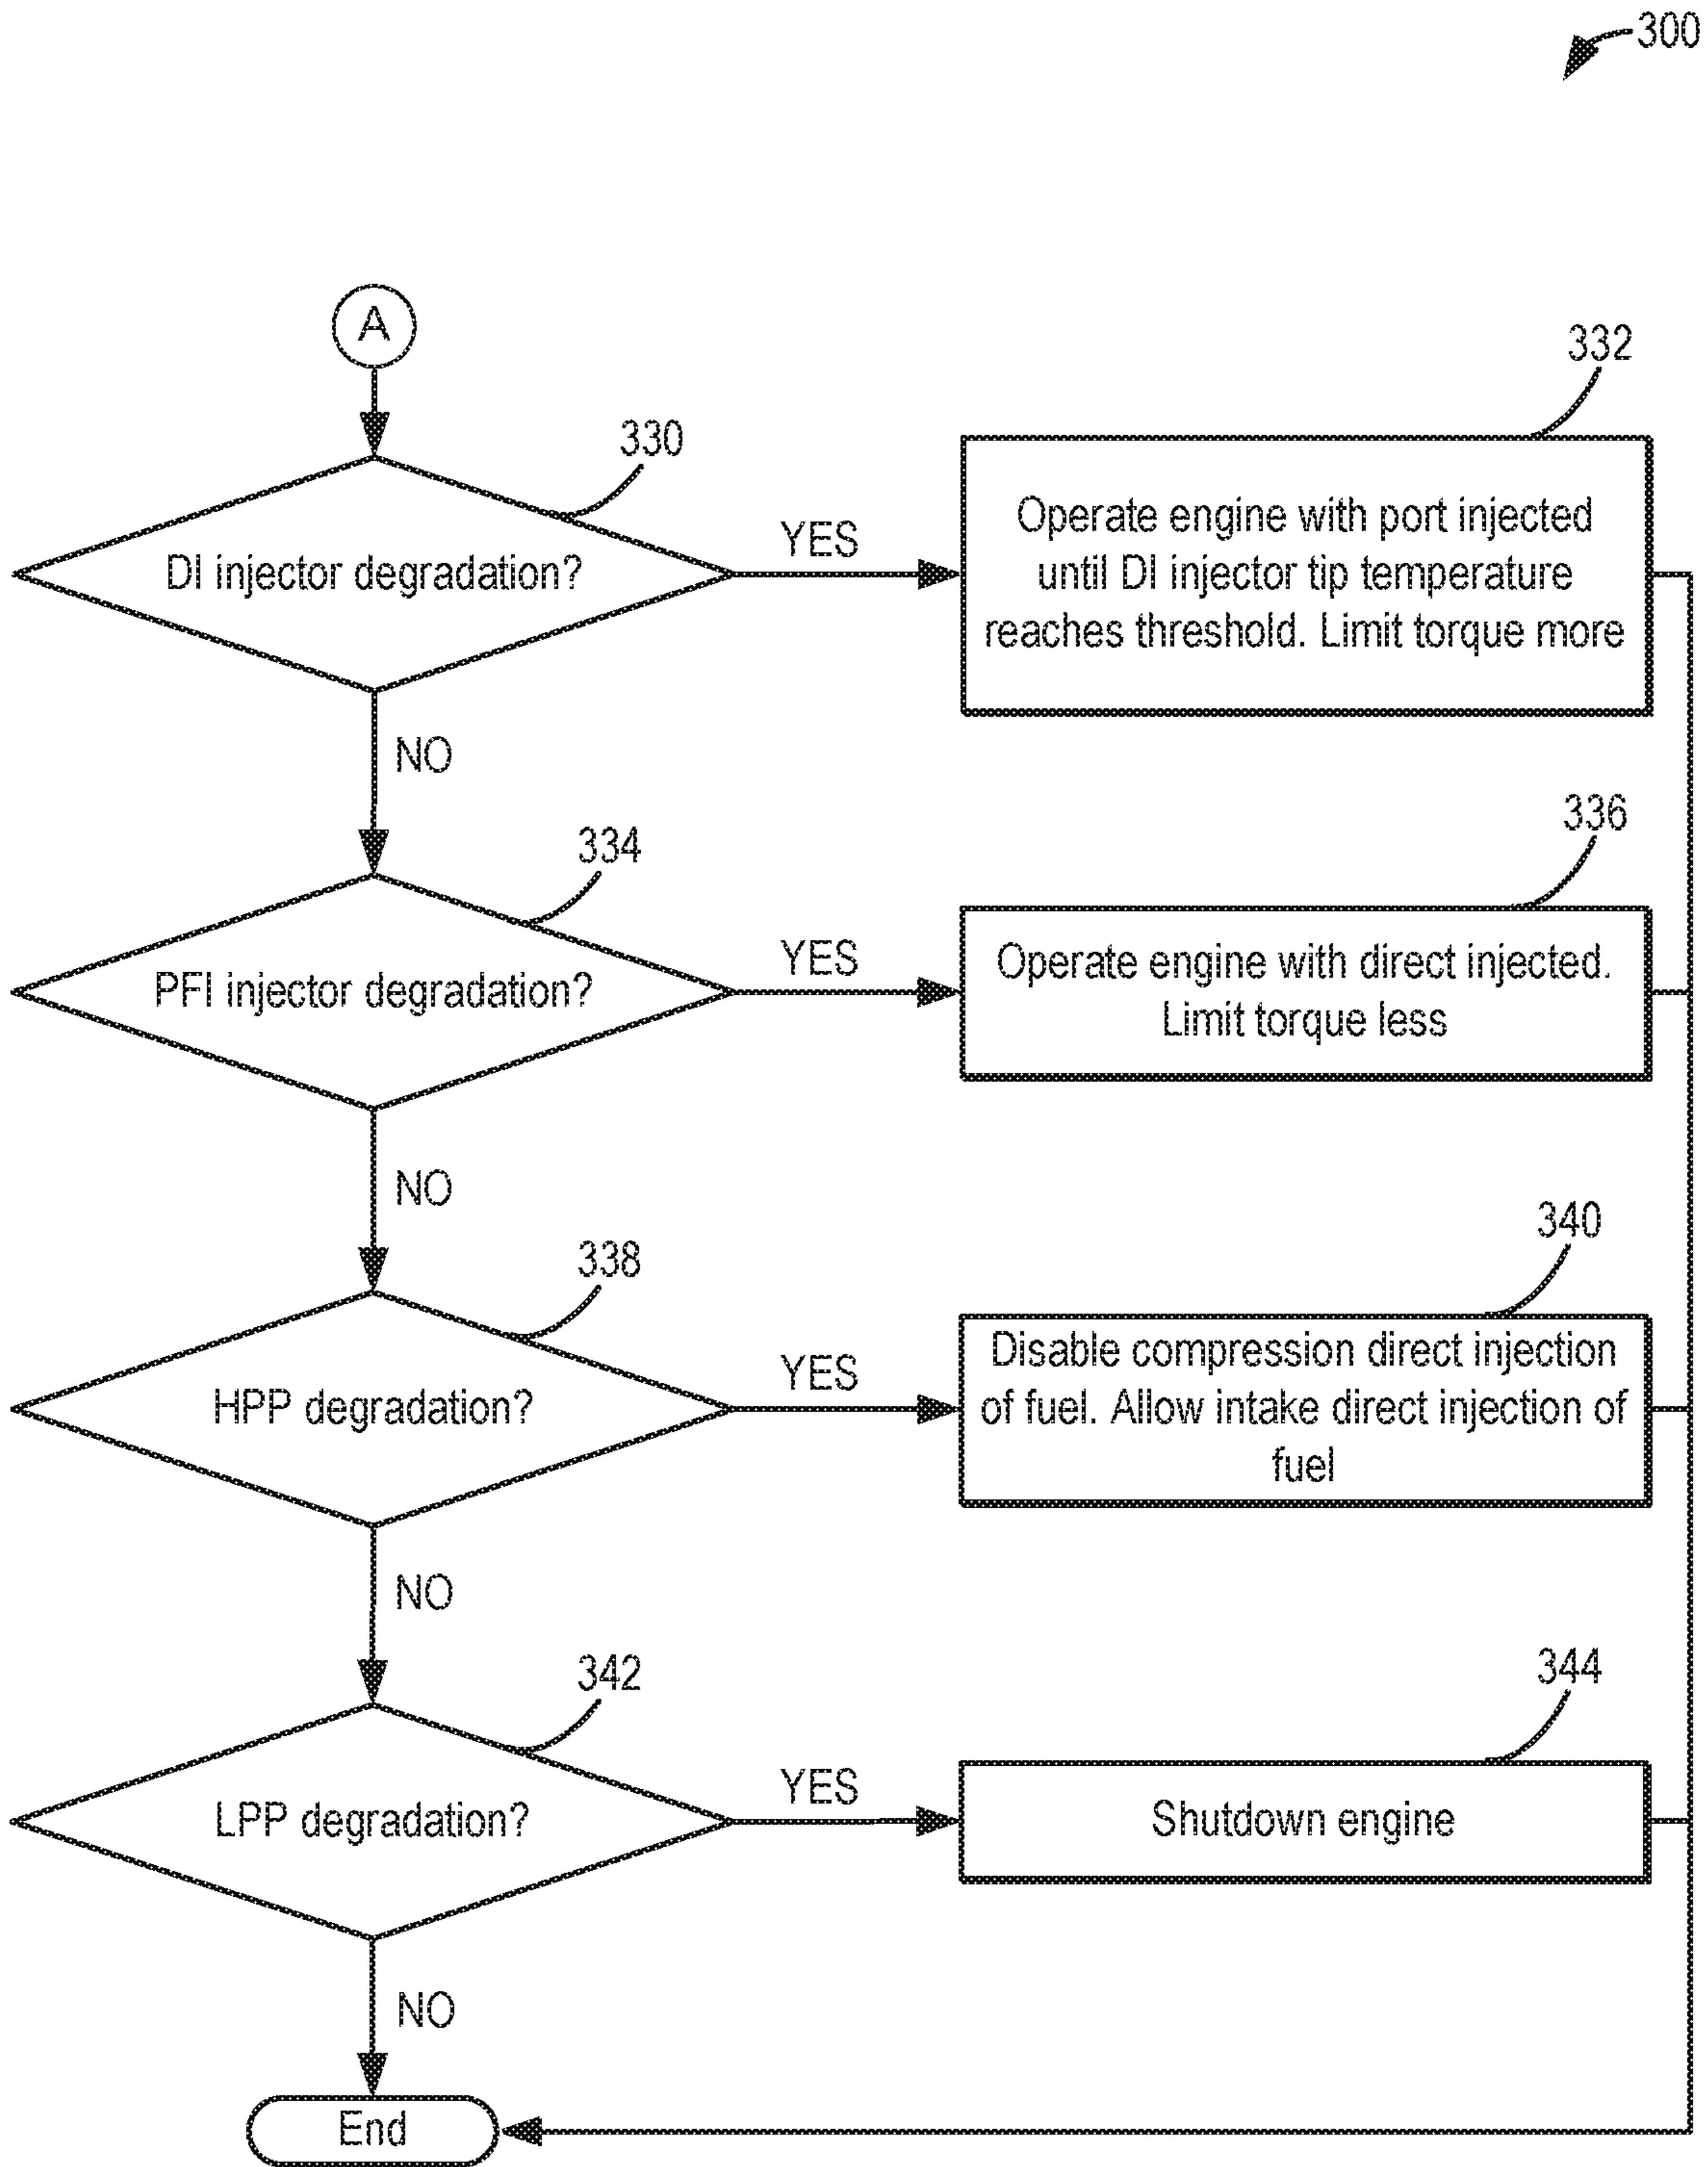 300
A
330
332
DI injector degradation?
YES
Operate engine with port injected
until DI injector tip temperature
reaches threshold. Limit torque more
NO
334
336
PFI injector degradation?
YES
Operate engine with direct injected.
Limit torque less
NO
338
340
HPP degradation?
YES
Disable compression direct injection
of fuel. Allow intake direct injection of
fuel
NO
342
344
LPP degradation?
YES
Shutdown engine
NO
End